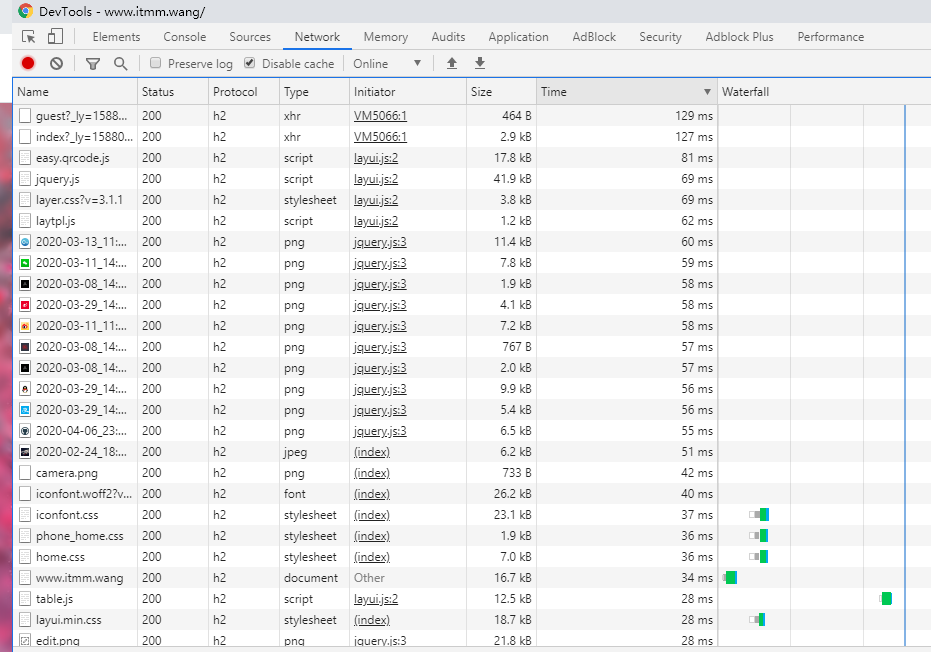 DevTools - www.itmm.wang/
Elements Console Sources Network Memory Audits Application AdBlock Security Adblock Plus Performance
Preserve log Disable cache Online
Name Status Protocol Type Initiator Size Time Waterfall
guest?_ly=1588... 200 h2 xhr VM5066:1 464 B 129 ms
index?_ly=15880... 200 h2 xhr VM5066:1 2.9 kB 127 ms
easy.qrcode.js 200 h2 script layui.js:2 17.8 kB 81 ms
jquery.js 200 h2 script layui.js:2 41.9 kB 69 ms
layer.css?v=3.1.1 200 h2 stylesheet layui.js:2 3.8 kB 69 ms
laytpl.js 200 h2 script layui.js:2 1.2 kB 62 ms
2020-03-13_11:... 200 h2 png jquery.js:3 11.4 kB 60 ms
2020-03-11_14:... 200 h2 png jquery.js:3 7.8 kB 59 ms
2020-03-08_14:... 200 h2 png jquery.js:3 1.9 kB 58 ms
2020-03-29_14:... 200 h2 png jquery.js:3 4.1 kB 58 ms
2020-03-11_11:... 200 h2 png jquery.js:3 7.2 kB 58 ms
2020-03-08_14:... 200 h2 png jquery.js:3 767 B 57 ms
2020-03-08_14:... 200 h2 png jquery.js:3 2.0 kB 57 ms
2020-03-29_14:... 200 h2 png jquery.js:3 9.9 kB 56 ms
2020-03-29_14:... 200 h2 png jquery.js:3 5.4 kB 56 ms
2020-04-06_23:... 200 h2 png jquery.js:3 6.5 kB 55 ms
2020-02-24_18:... 200 h2 jpeg (index) 6.2 kB 51 ms
camera.png 200 h2 png (index) 733 B 42 ms
iconfont.woff2?v... 200 h2 font (index) 26.2 kB 40 ms
iconfont.css 200 h2 stylesheet (index) 23.1 kB 37 ms
phone_home.css 200 h2 stylesheet (index) 1.9 kB 36 ms
home.css 200 h2 stylesheet (index) 7.0 kB 36 ms
www.itmm.wang 200 h2 document Other 16.7 kB 34 ms
table.js 200 h2 script layui.js:2 12.5 kB 28 ms
layui.min.css 200 h2 stylesheet (index) 18.7 kB 28 ms
edit.png 200 h2 png jquery.js:3 21.8 kB 28 ms